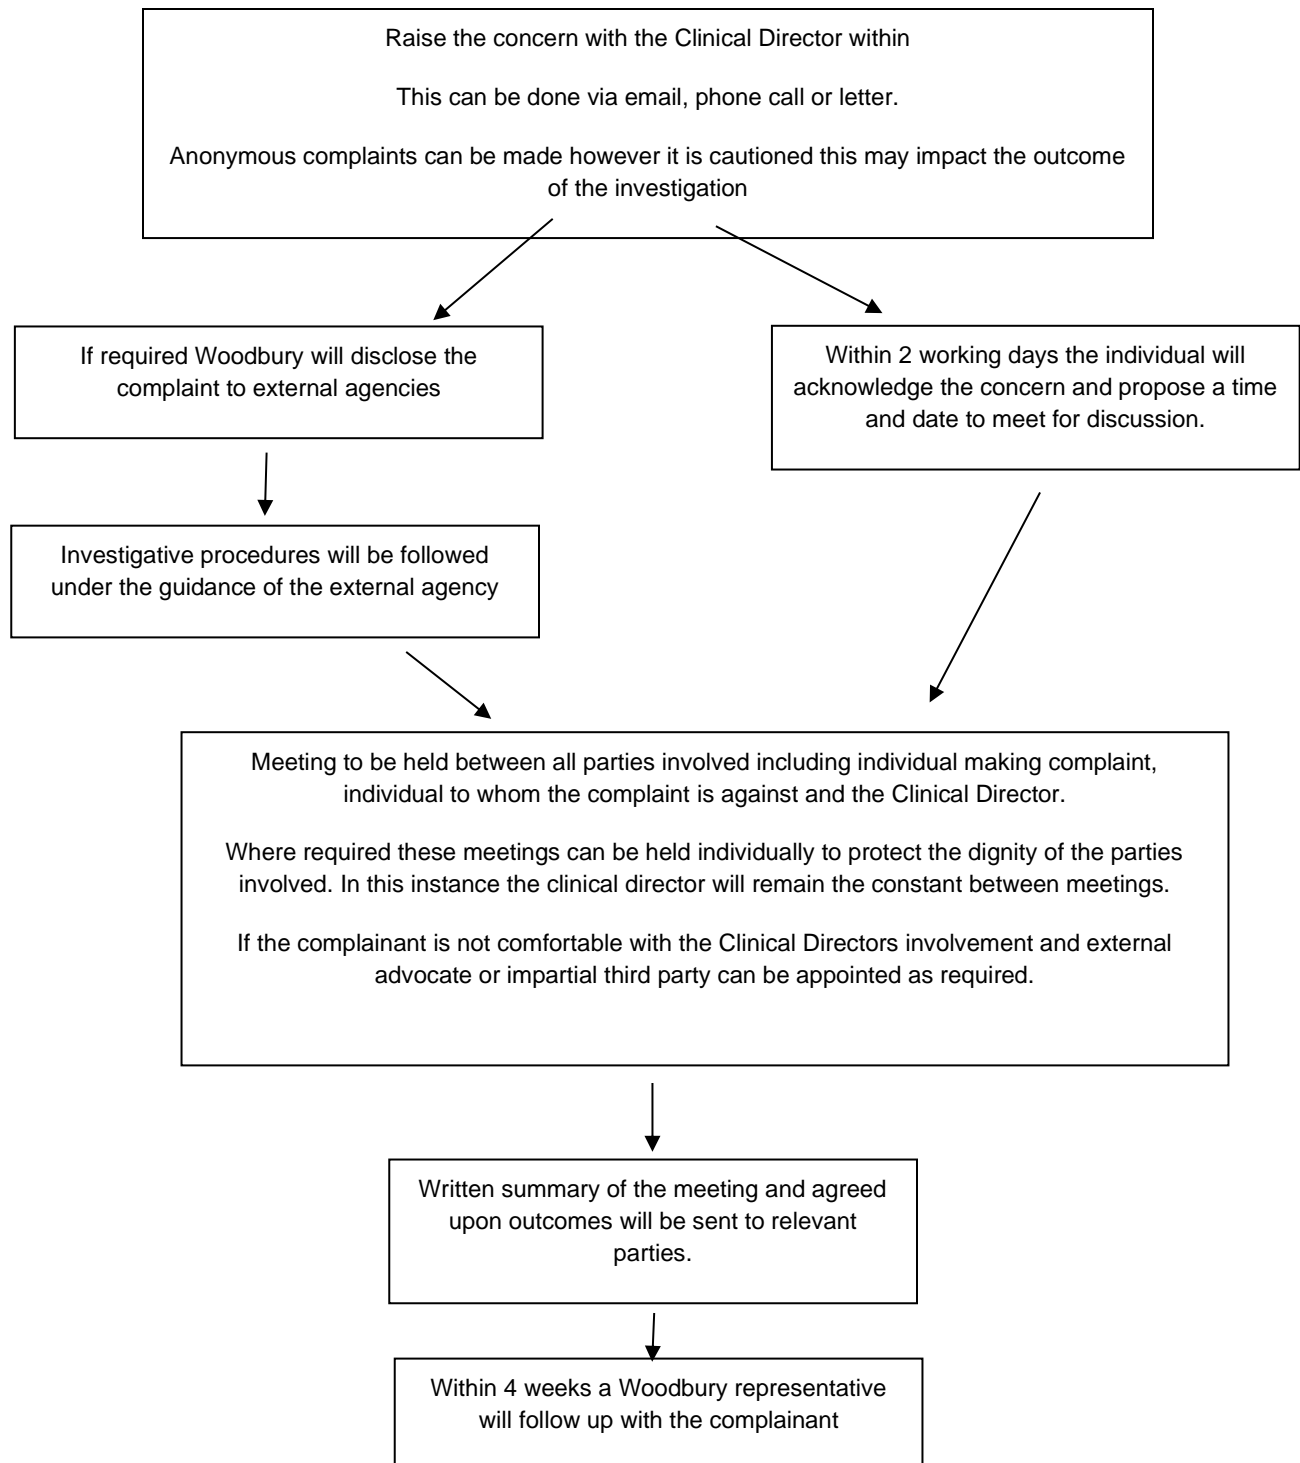 Raise the concern with the Clinical Director within
This can be done via email, phone call or letter.
Anonymous complaints can be made however it is cautioned this may impact the outcome
of the investigation
If required Woodbury will disclose the
complaint to external agencies
Within 2 working days the individual will
acknowledge the concern and propose a time
and date to meet for discussion.
Investigative procedures will be followed
under the guidance of the external agency
Meeting to be held between all parties involved including individual making complaint,
individual to whom the complaint is against and the Clinical Director.
Where required these meetings can be held individually to protect the dignity of the parties
involved. In this instance the clinical director will remain the constant between meetings.
If the complainant is not comfortable with the Clinical Directors involvement and external
advocate or impartial third party can be appointed as required.
Written summary of the meeting and agreed
upon outcomes will be sent to relevant
parties.
Within 4 weeks a Woodbury representative
will follow up with the complainant